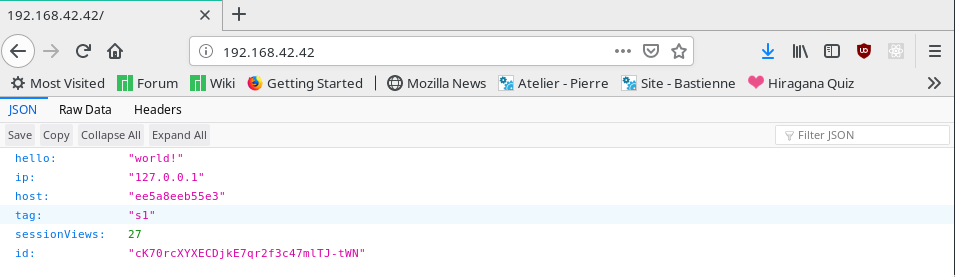 192.168.42.42/
192.168.42.42
Most Visited Forum Wiki Getting Started Mozilla News Atelier - Pierre Site - Bastienne Hiragana Quiz
JSON Raw Data Headers
Save Copy Collapse All Expand All Filter JSON
hello: "world!"
ip: "127.0.0.1"
host: "ee5a8eeb55e3"
tag: "s1"
sessionViews: 27
id: "cK70rcXYXECDjkE7qr2f3c47mlTJ-tWN"